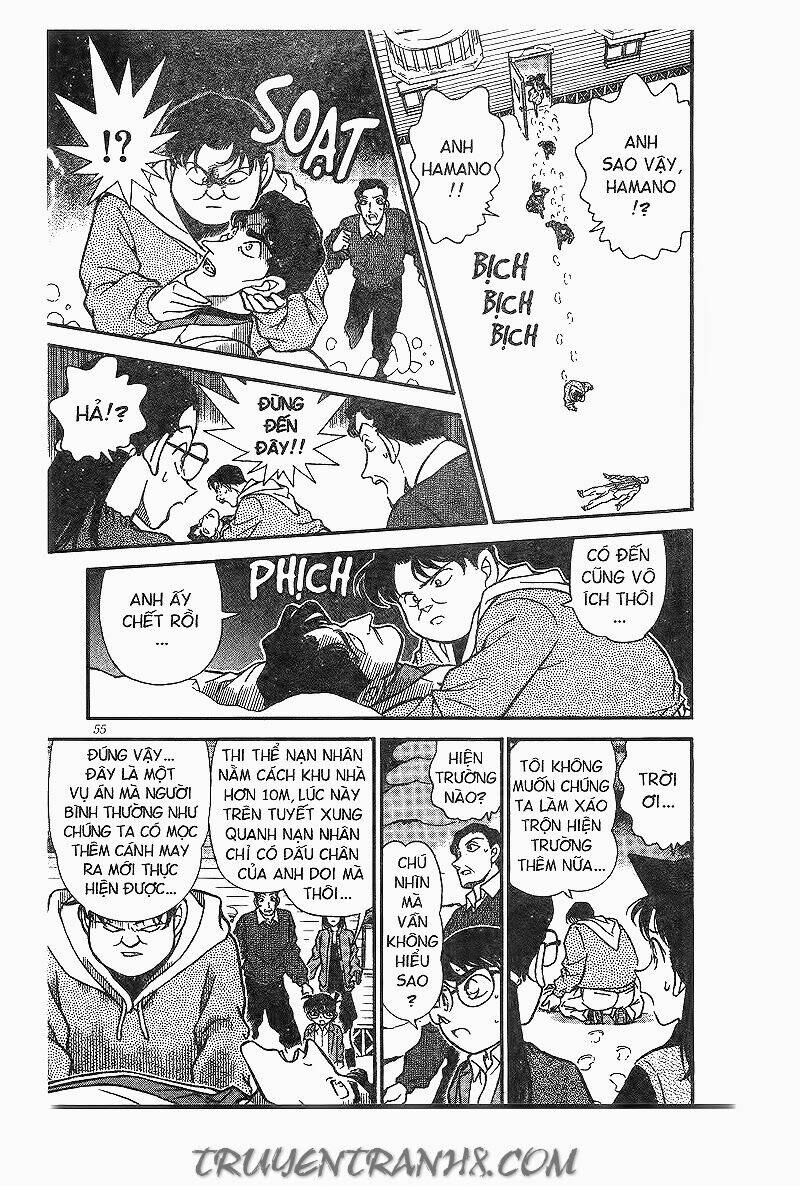 ANH
SAO VẬY,
HAMANO
!?
ANH
HAMANO
!!
BỊCH
BỊCH
BỊCH
SOẠT
!?
ĐỪNG
ĐẾN
ĐÂY!!
HẢ!?
CÓ ĐẾN
CŨNG VÔ
ÍCH THÔI
...
PHỊCH
ANH ẤY
CHẾT RỒI
...
55
TRỜI
ƠI...
TÔI KHÔNG
MUỐN CHÚNG
TA LÀM XÁO
TRỘN HIỆN
TRƯỜNG
THÊM NỮA...
HIỆN
TRƯỜNG
NÀO?
CHÚ
NHÌN
MÀ
VẪN
KHÔNG
HIỂU
SAO
?
THI THỂ NẠN NHÂN
NẰM CÁCH KHU NHÀ
HƠN 10M, LÚC NÀY
TRÊN TUYẾT XUNG
QUANH NẠN NHÂN
CHỈ CÓ DẤU CHÂN
CỦA ANH DOI MÀ
THÔI...
ĐÚNG VẬY...
ĐÂY LÀ MỘT
VỤ ÁN MÀ NGƯỜI
BÌNH THƯỜNG NHƯ
CHÚNG TA CÓ MỌC
THÊM CÁNH MAY
RA MỚI THỰC
HIỆN ĐƯỢC...
TRUYENTRANH8.COM